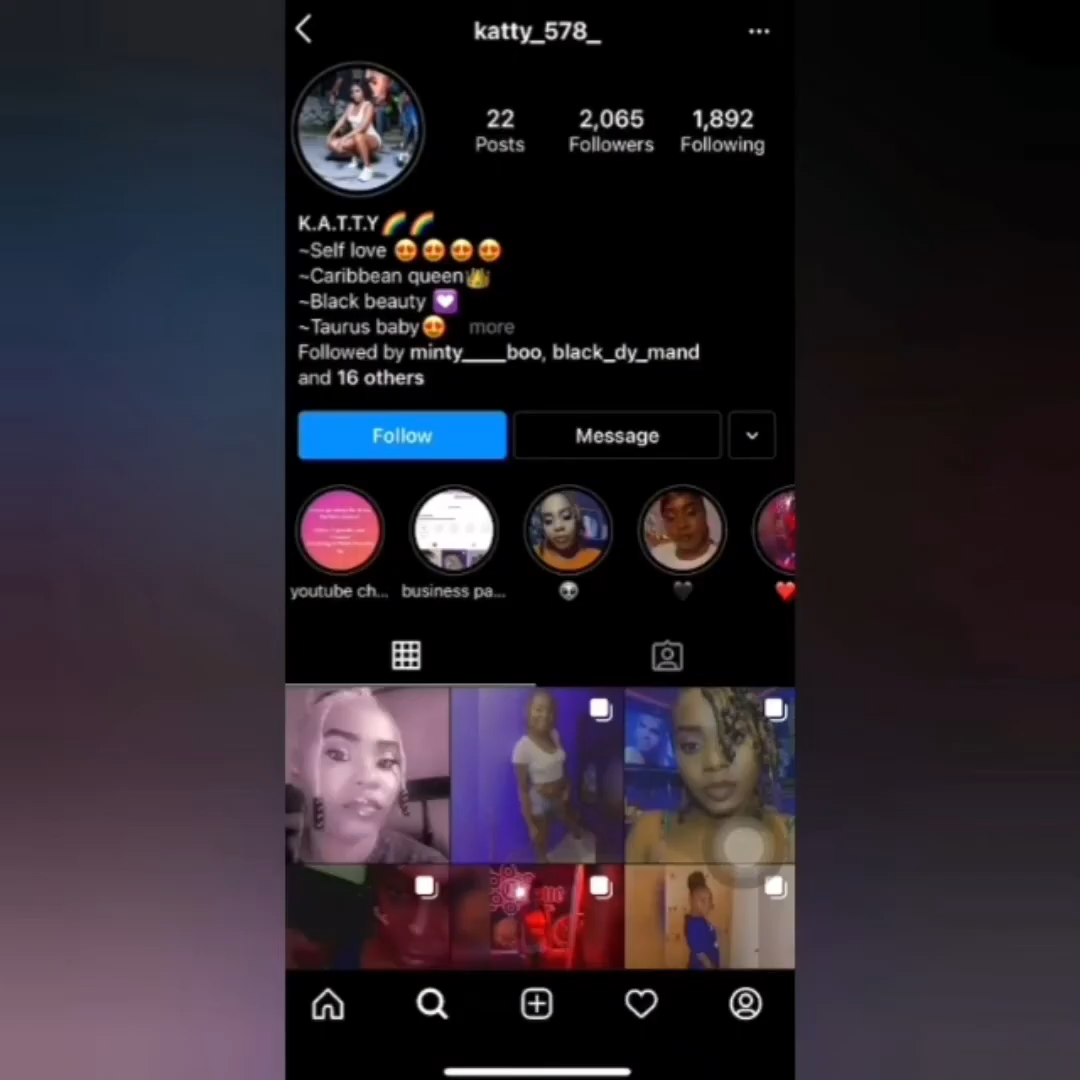 katty_578_
22
Posts
2,065
Followers
1,892
Following
K.A.T.T.Y🌈🌈
~Self love 😍😍😍😍
~Caribbean queen👑
~Black beauty 💟
~Taurus baby😍 more
Followed by minty____boo, black_dy_mand
and 16 others
Follow
Message
youtube ch...
business pa...